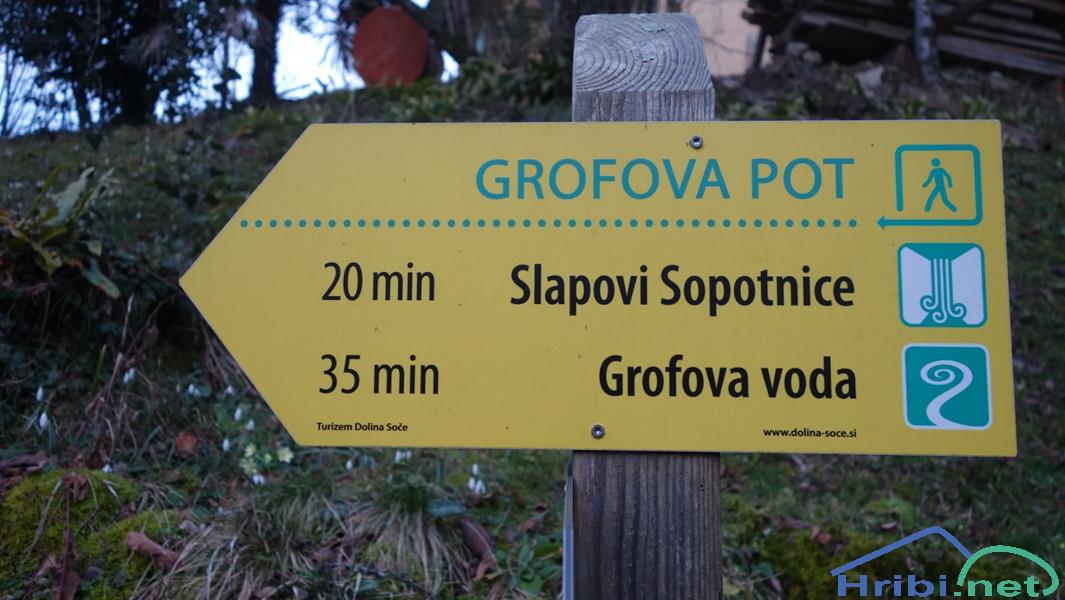 GROFOVA POT
20 min Slapovi Sopotnice
35 min Grofova voda
Turizem Dolina Soče www.dolina-soce.si
Hribi.net